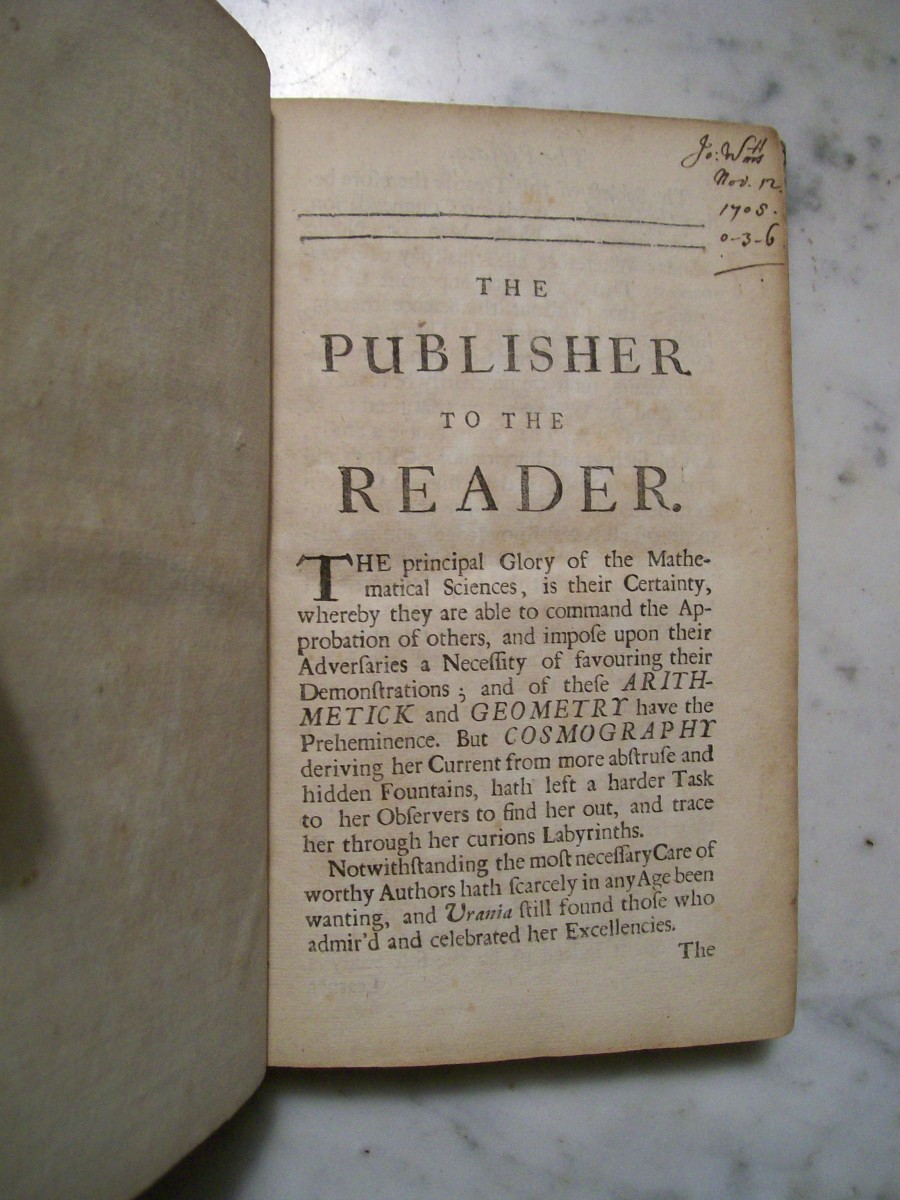 Jo:
Nov. 12.
1705.
0-3-6
THE
PUBLISHER
TO THE
READER.
THE principal Glory of the Mathe-
matical Sciences, is their Certainty,
whereby they are able to command the Ap-
probation of others, and impoſe upon their
Adverſaries a Neceſſity of favouring their
Demonſtrations; and of theſe ARITH-
METICK and GEOMETRY have the
Preheminence. But COSMOGRAPHY
deriving her Current from more abſtruſe and
hidden Fountains, hath left a harder Task
to her Obſervers to find her out, and trace
her through her curions Labyrinths.
Notwithſtanding the moſt neceſſary Care of
worthy Authors hath ſcarcely in any Age been
wanting, and Urania ſtill found thoſe who
admir'd and celebrated her Excellencies.
The